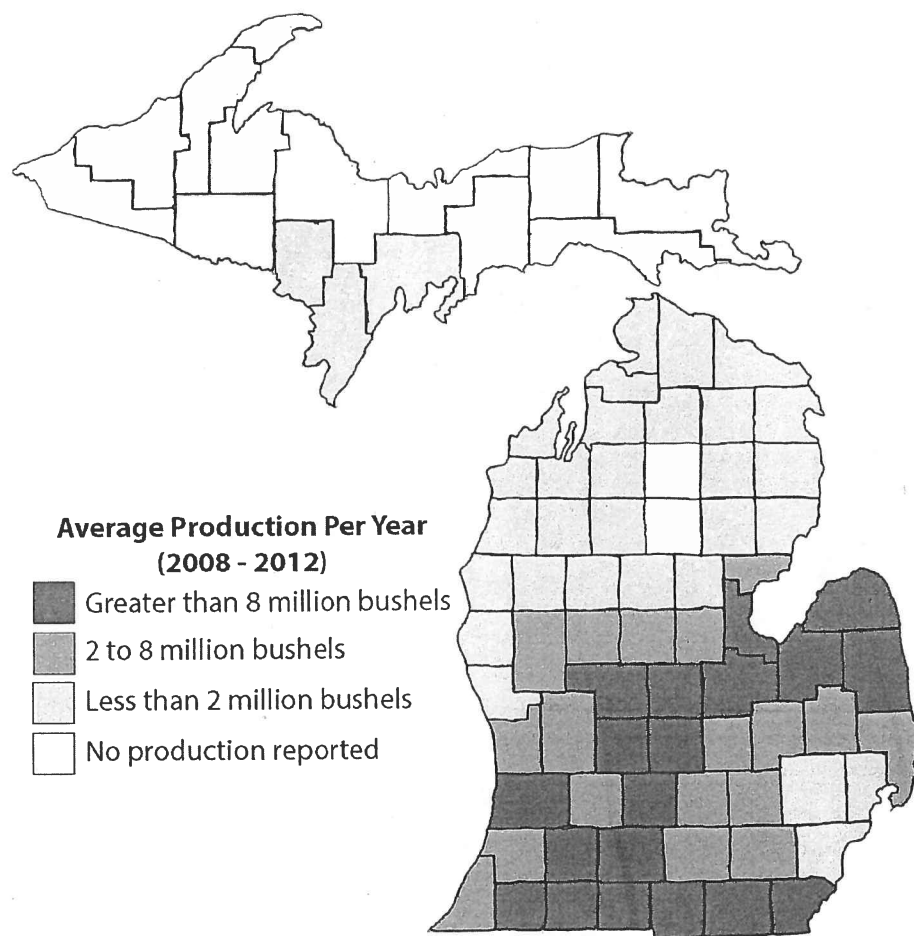 Average Production Per Year
(2008 - 2012)
Greater than 8 million bushels
2 to 8 million bushels
Less than 2 million bushels
No production reported